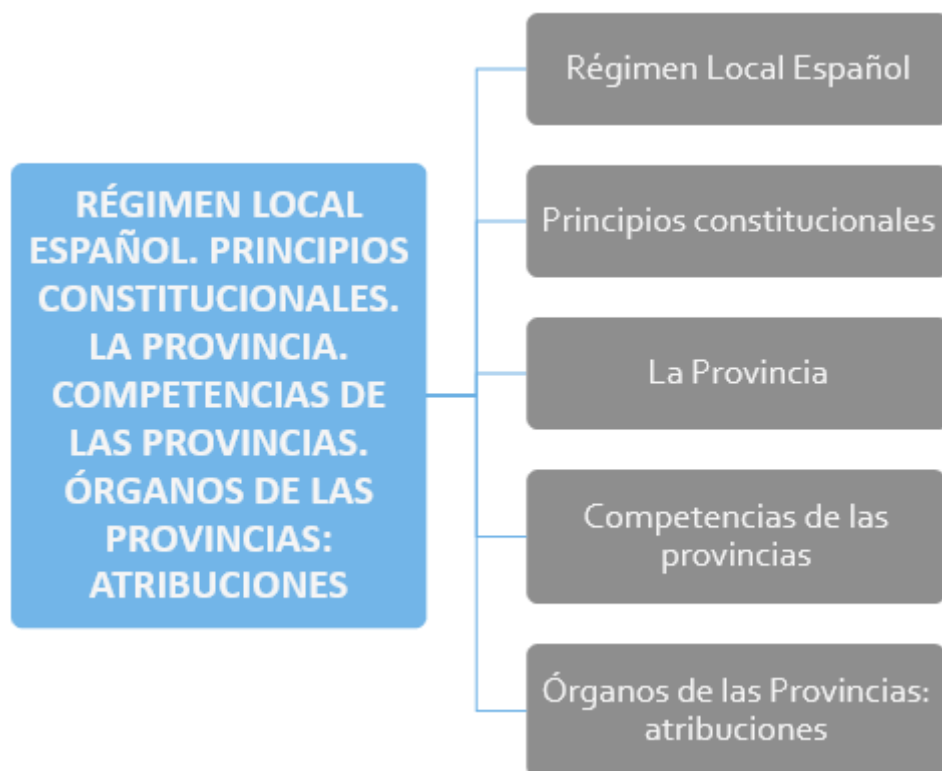 RÉGIMEN LOCAL
ESPAÑOL. PRINCIPIOS
CONSTITUCIONALES.
LA PROVINCIA.
COMPETENCIAS DE
LAS PROVINCIAS.
ÓRGANOS DE LAS
PROVINCIAS:
ATRIBUCIONES
Régimen Local Español
Principios constitucionales
La Provincia
Competencias de las
provincias
Órganos de las Provincias:
atribuciones